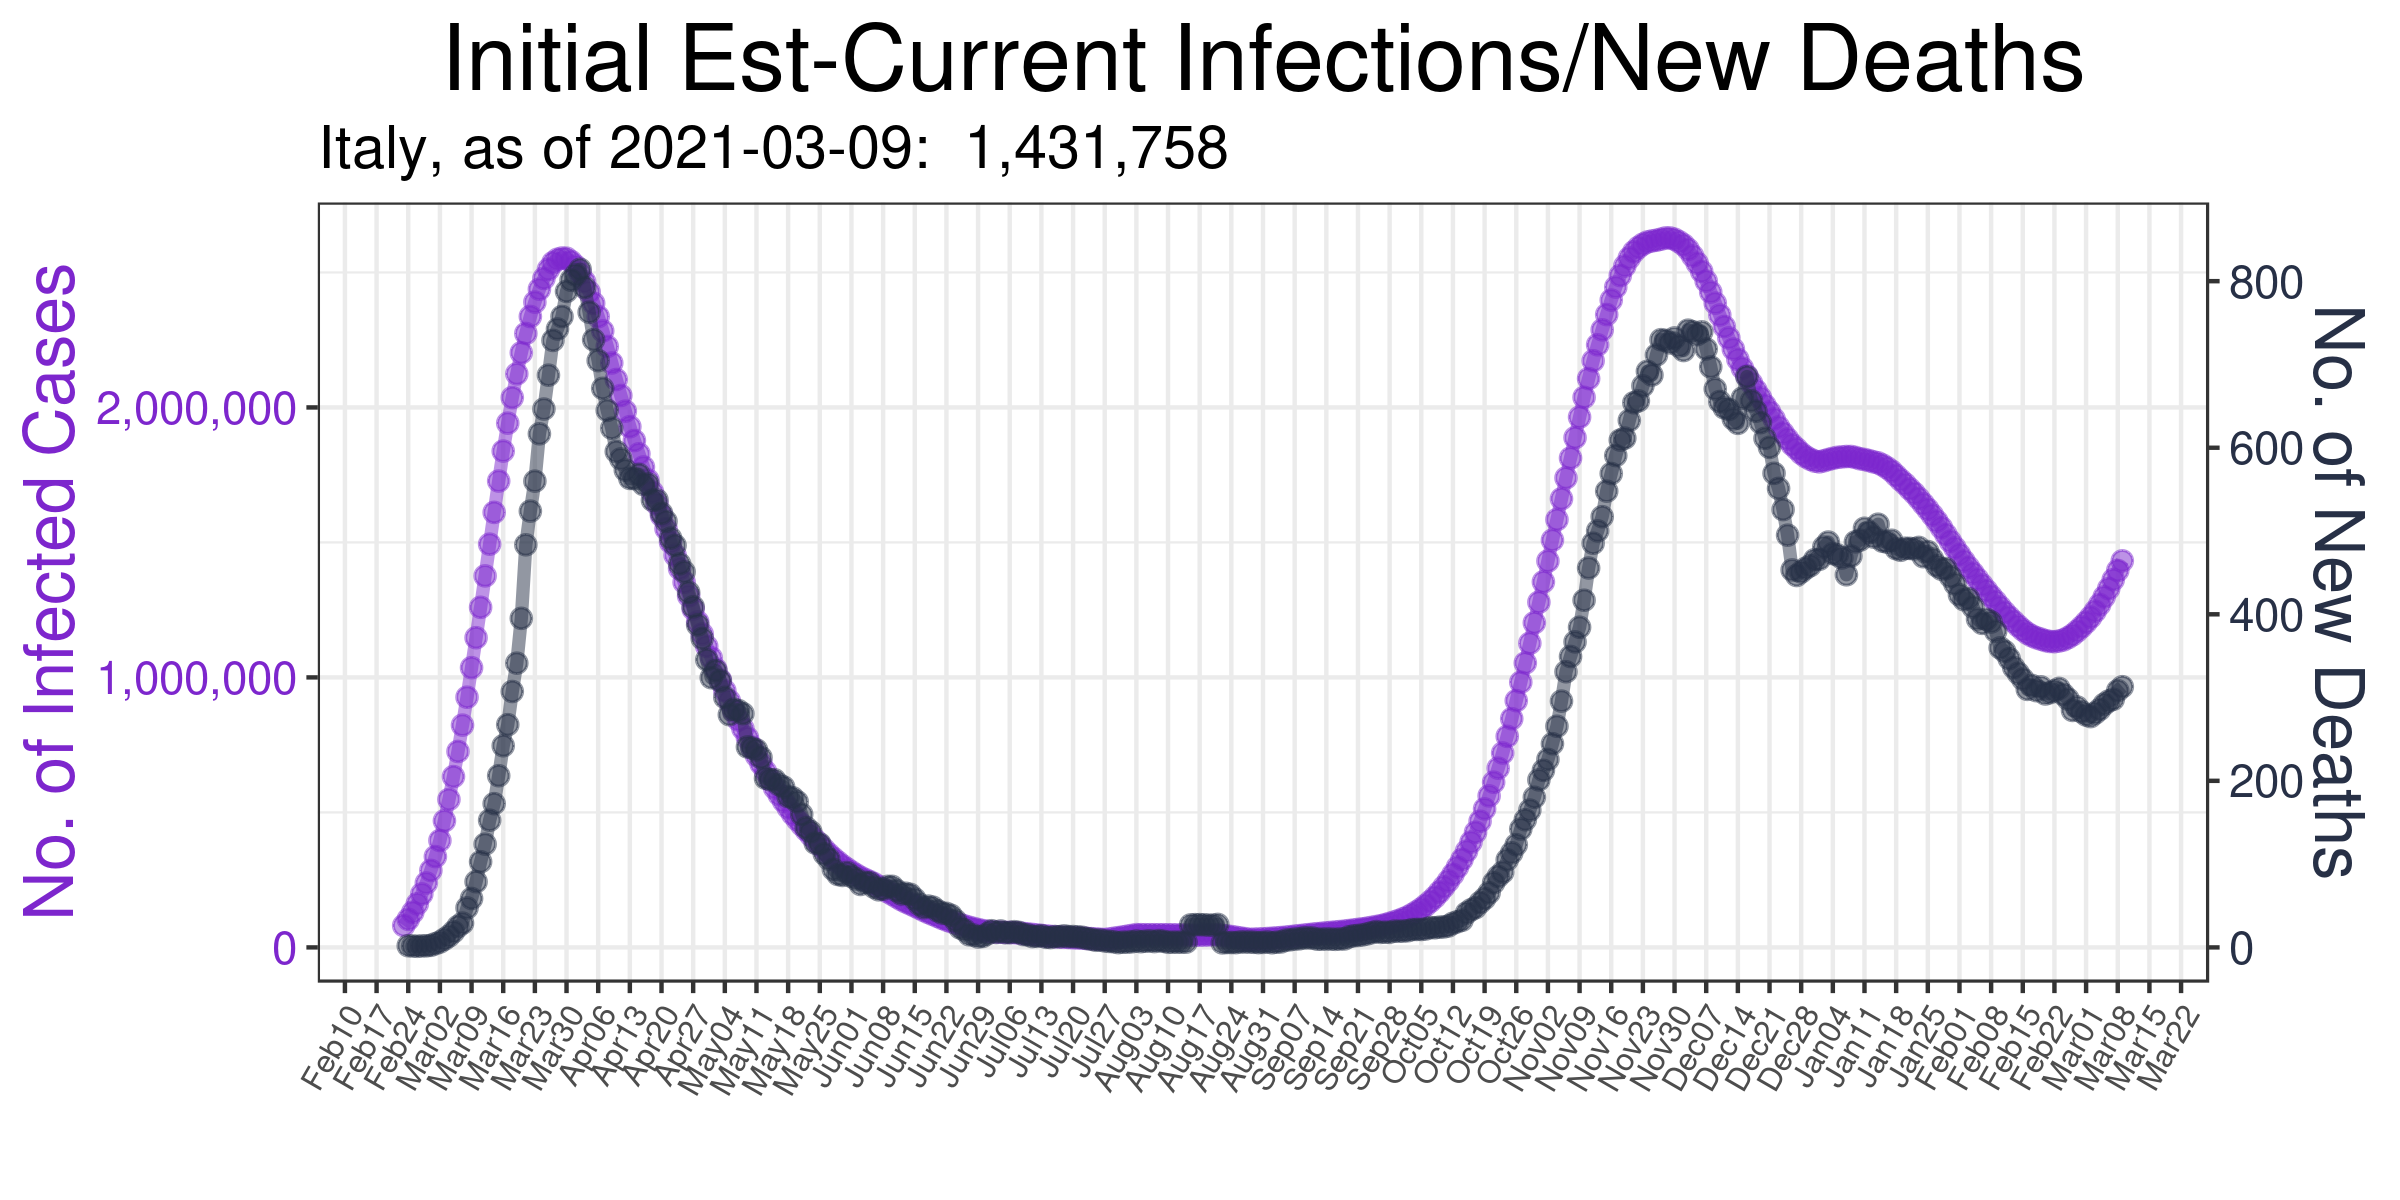 Initial Est-Current Infections/New Deaths
Italy, as of 2021-03-09:  1,431,758
No. of Infected Cases
2,000,000
1,000,000
0
800
600
400
200
0
No. of New Deaths
Feb10
Feb17
Feb24
Mar02
Mar09
Mar16
Mar23
Mar30
Apr06
Apr13
Apr20
Apr27
May04
May11
May18
May25
Jun01
Jun08
Jun15
Jun22
Jun29
Jul06
Jul13
Jul20
Jul27
Aug03
Aug10
Aug17
Aug24
Aug31
Sep07
Sep14
Sep21
Sep28
Oct05
Oct12
Oct19
Oct26
Nov02
Nov09
Nov16
Nov23
Nov30
Dec07
Dec14
Dec21
Dec28
Jan04
Jan11
Jan18
Jan25
Feb01
Feb08
Feb15
Feb22
Mar01
Mar08
Mar15
Mar22